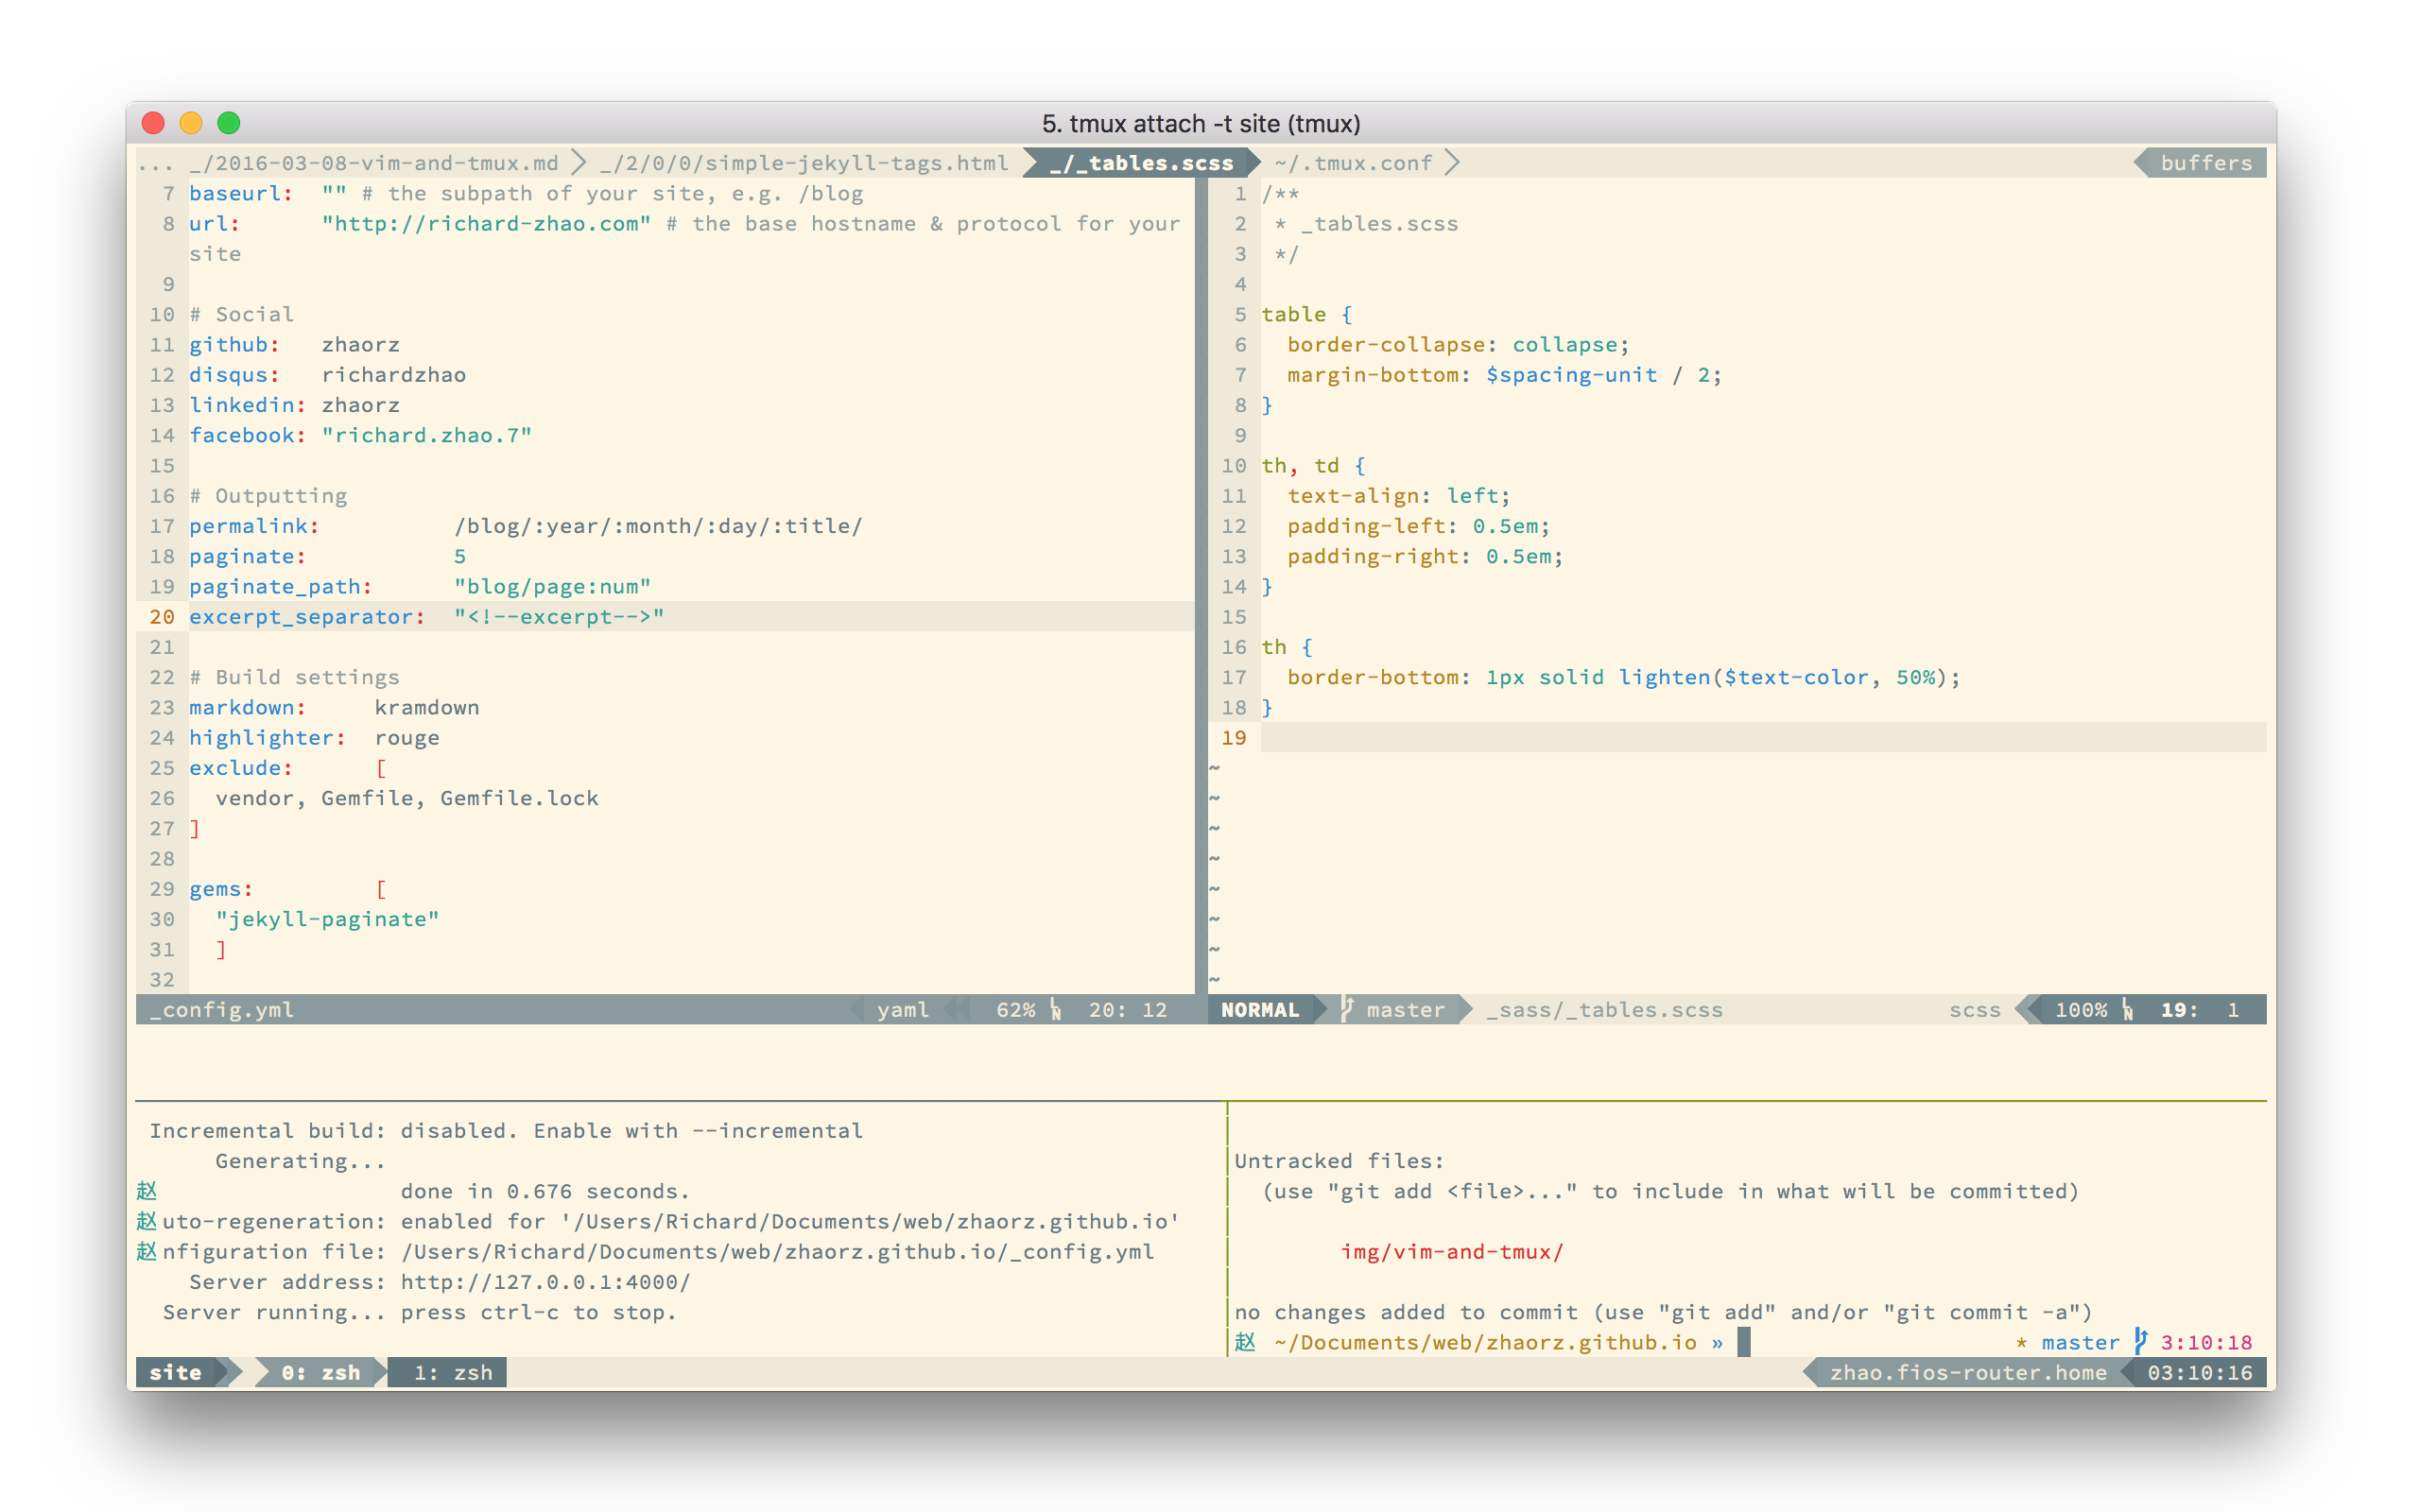 5. tmux attach -t site (tmux)
... _/2016-03-08-vim-and-tmux.md _/2/0/0/simple-jekyll-tags.html _/_tables.scss ~/.tmux.conf buffers
7 baseurl: "" # the subpath of your site, e.g. /blog
8 url: "http://richard-zhao.com" # the base hostname & protocol for your
site
9
10 # Social
11 github: zhaorz
12 disqus: richardzhao
13 linkedin: zhaorz
14 facebook: "richard.zhao.7"
15
16 # Outputting
17 permalink: /blog/:year/:month/:day/:title/
18 paginate: 5
19 paginate_path: "blog/page:num"
20 excerpt_separator: "<!--excerpt-->"
21
22 # Build settings
23 markdown: kramdown
24 highlighter: rouge
25 exclude: [
26 vendor, Gemfile, Gemfile.lock
27 ]
28
29 gems: [
30 "jekyll-paginate"
31 ]
32
_config.yml yaml 62% LN 20: 12
1 /**
2 * _tables.scss
3 */
4
5 table {
6 border-collapse: collapse;
7 margin-bottom: $spacing-unit / 2;
8 }
9
10 th, td {
11 text-align: left;
12 padding-left: 0.5em;
13 padding-right: 0.5em;
14 }
15
16 th {
17 border-bottom: 1px solid lighten($text-color, 50%);
18 }
19
~
~
~
~
~
~
~
~
NORMAL master _sass/_tables.scss scss 100% LN 19: 1
Incremental build: disabled. Enable with --incremental
Generating...
赵 done in 0.676 seconds.
赵 uto-regeneration: enabled for '/Users/Richard/Documents/web/zhaorz.github.io'
赵 nfiguration file: /Users/Richard/Documents/web/zhaorz.github.io/_config.yml
Server address: http://127.0.0.1:4000/
Server running... press ctrl-c to stop.
Untracked files:
(use "git add <file>..." to include in what will be committed)
img/vim-and-tmux/
no changes added to commit (use "git add" and/or "git commit -a")
赵 ~/Documents/web/zhaorz.github.io » * master 3:10:18
site 0: zsh 1: zsh zhao.fios-router.home 03:10:16